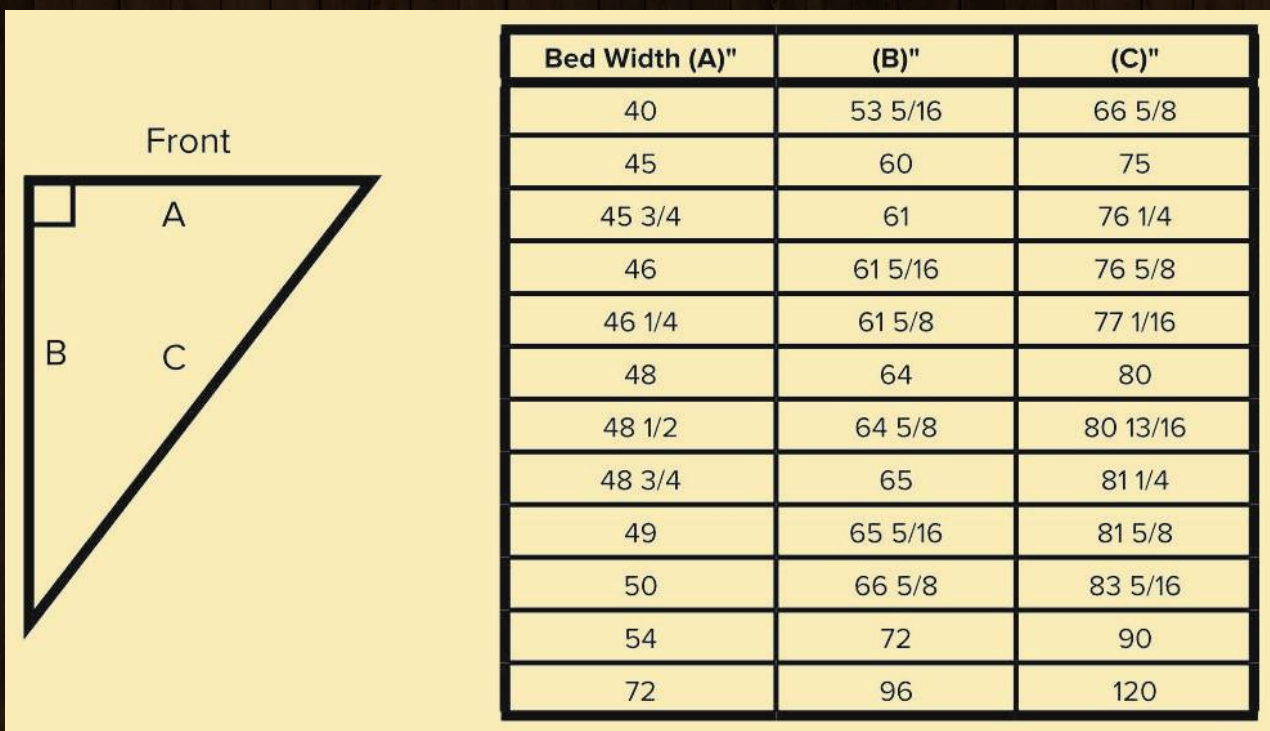 Front
A
B
C
Bed Width (A)" (B)" (C)"
40 53 5/16 66 5/8
45 60 75
45 3/4 61 76 1/4
46 61 5/16 76 5/8
46 1/4 61 5/8 77 1/16
48 64 80
48 1/2 64 5/8 80 13/16
48 3/4 65 81 1/4
49 65 5/16 81 5/8
50 66 5/8 83 5/16
54 72 90
72 96 120